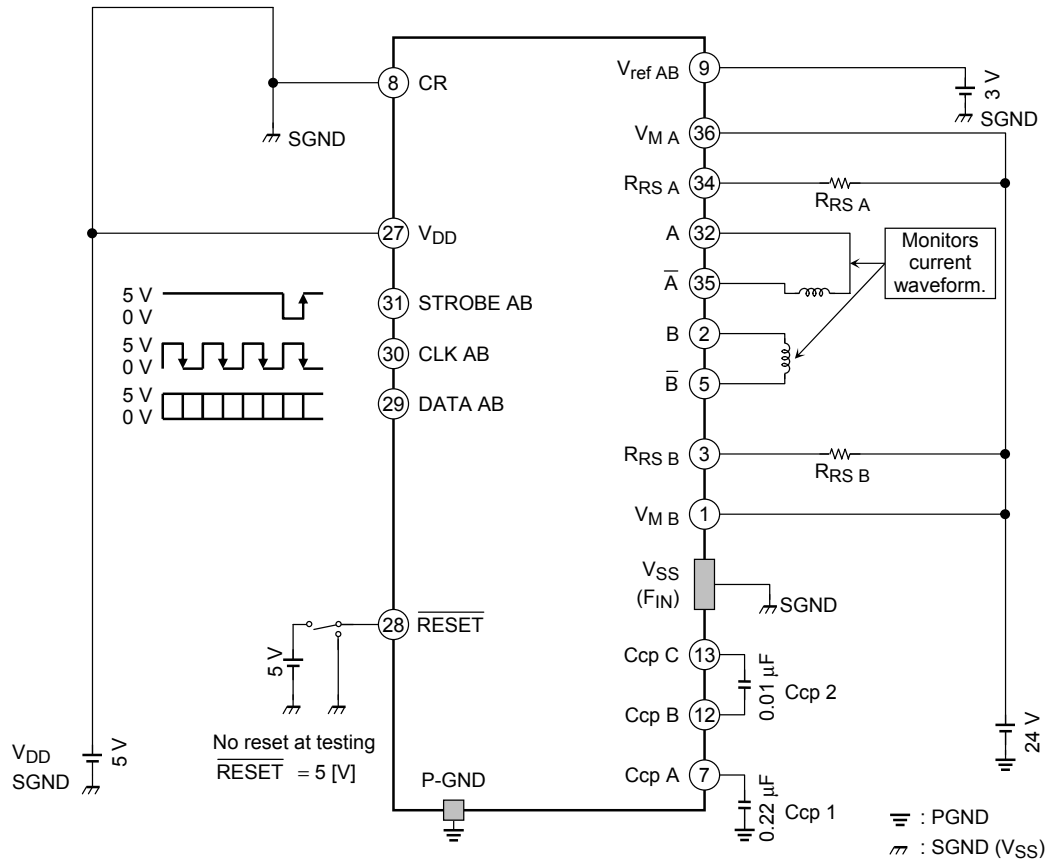 8
CR
SGND
27
VDD
5 V
0 V
31
STROBE AB
5 V
0 V
30
CLK AB
5 V
0 V
29
DATA AB
28
RESET
5 V
No reset at testing
RESET = 5 [V]
VDD
SGND
5 V
P-GND
Vref AB
9
3 V
SGND
VM A
36
RRS A
34
RRS A
A
32
A
35
Monitors
current
waveform.
B
2
B
5
RRS B
3
RRS B
VM B
1
VSS
(FIN)
SGND
Ccp C
13
0.01 µF
Ccp 2
Ccp B
12
24 V
Ccp A
7
0.22 µF
Ccp 1
: PGND
: SGND (VSS)